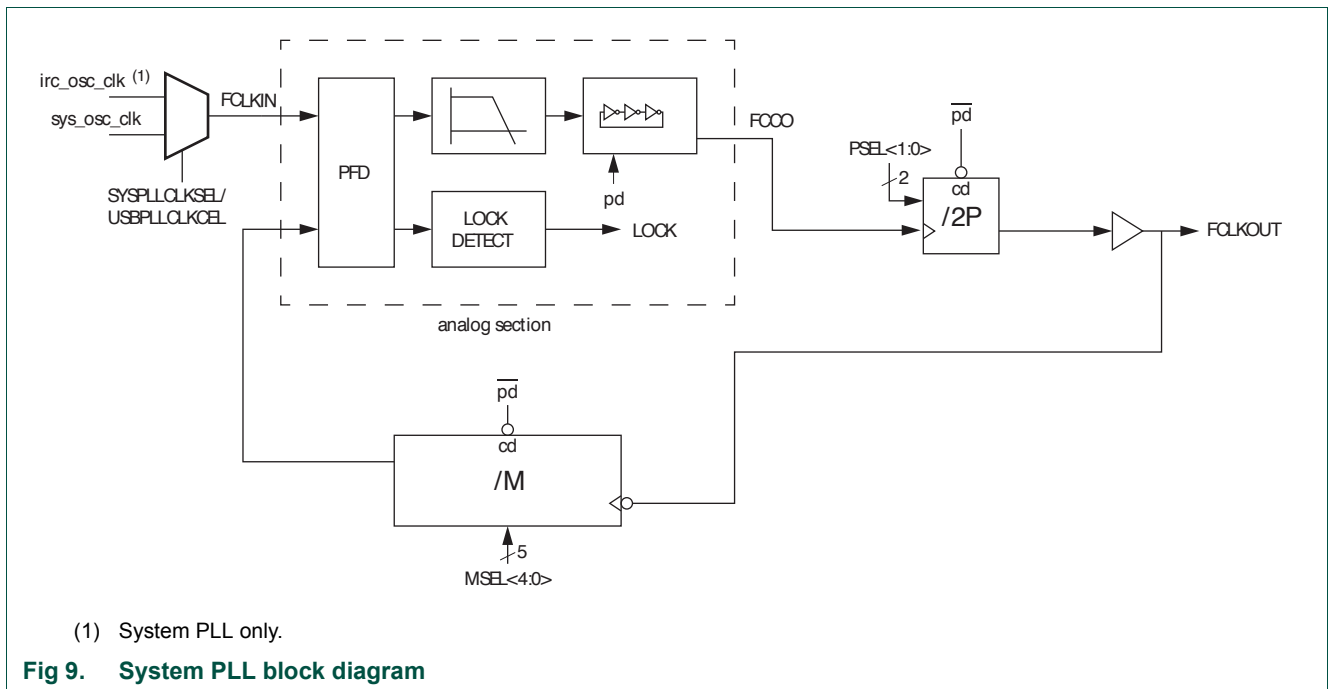 irc_osc_clk (1)
sys_osc_clk
FCLKIN
SYSPLLCLKSEL/
USBPLLCLKCEL
PFD
LOCK
DETECT
LOCK
pd
FCCO
analog section
pd
PSEL<1:0>
2
cd
/2P
FCLKOUT
pd
cd
/M
5
MSEL<4:0>
(1) System PLL only.
Fig 9. System PLL block diagram